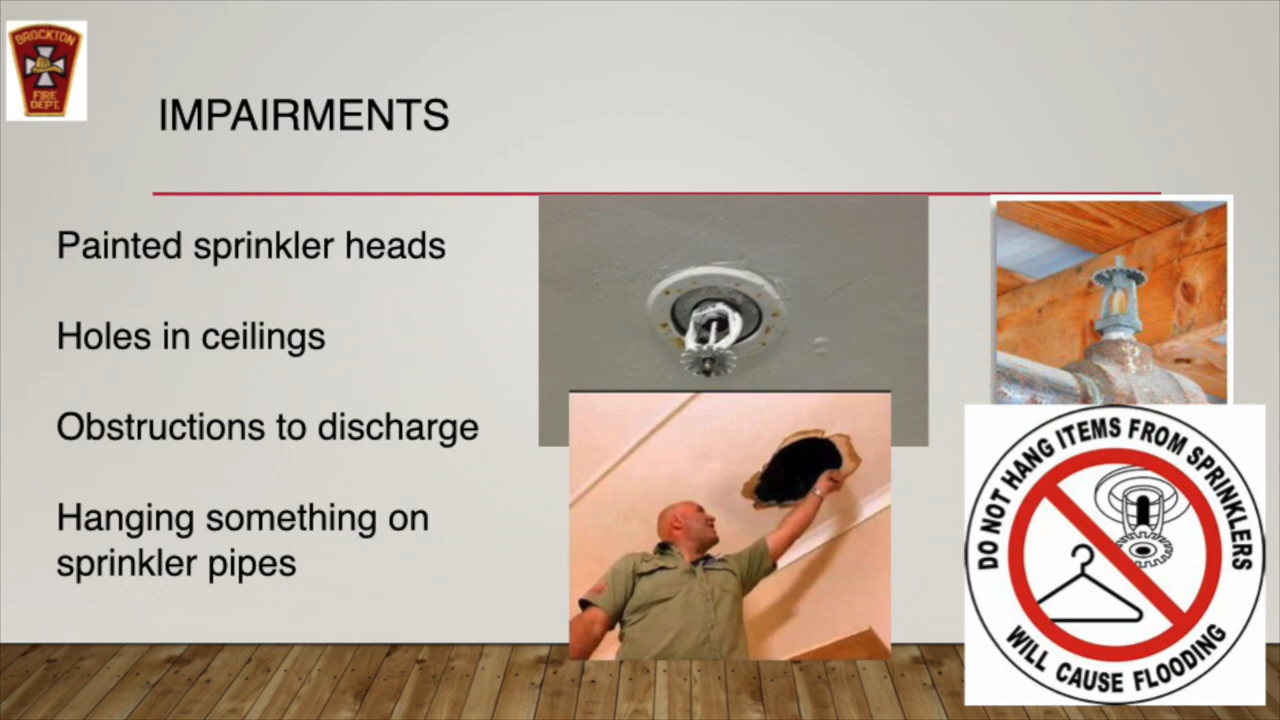 BROCKTON
FIRE
DEPT.
IMPAIRMENTS
Painted sprinkler heads
Holes in ceilings
Obstructions to discharge
Hanging something on
sprinkler pipes
DO NOT HANG ITEMS FROM SPRINKLERS
WILL CAUSE FLOODING